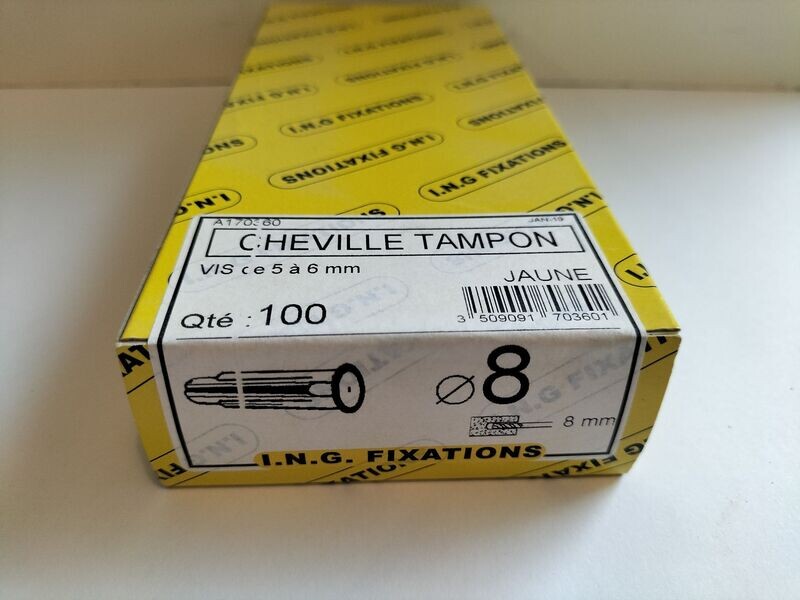 I.N.G FIXATIONS
I.N.G FIXATIONS
I.N.G FIXATIONS
A170360 JAN-19
CHEVILLE TAMPON
VIS de 5 à 6 mm
JAUNE
Qté : 100
3 509091 703601
Ø 8
8 mm
I.N.G. FIXATIONS